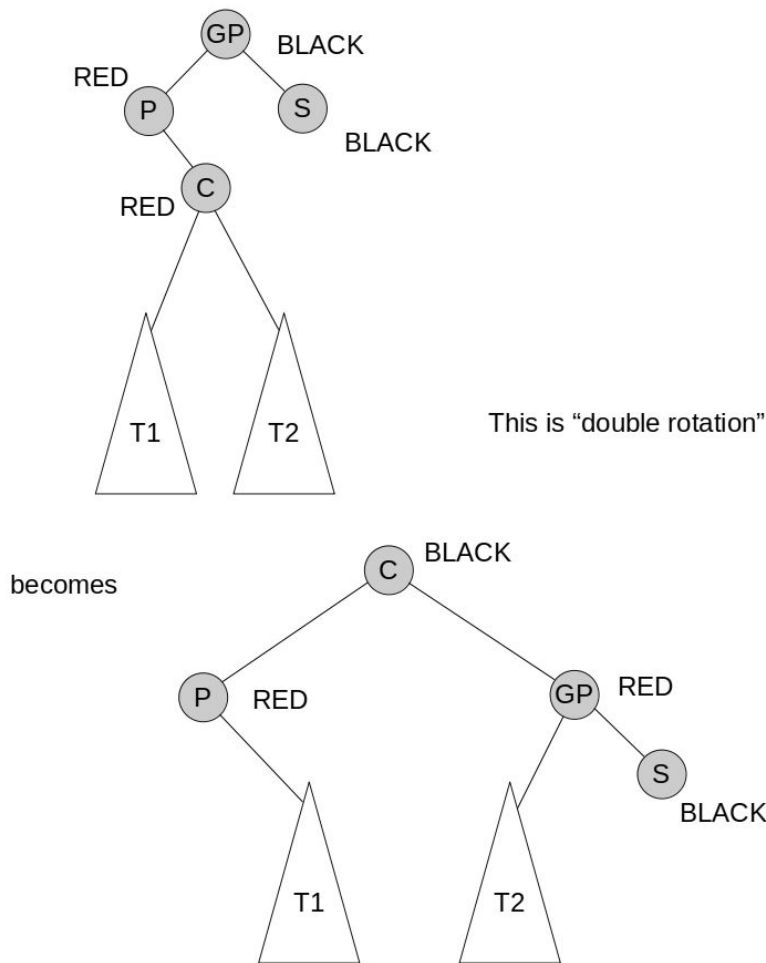 GP
BLACK
RED
P
S
BLACK
RED
C
T1
T2
This is “double rotation”
becomes
C
BLACK
P
RED
GP
RED
S
BLACK
T1
T2